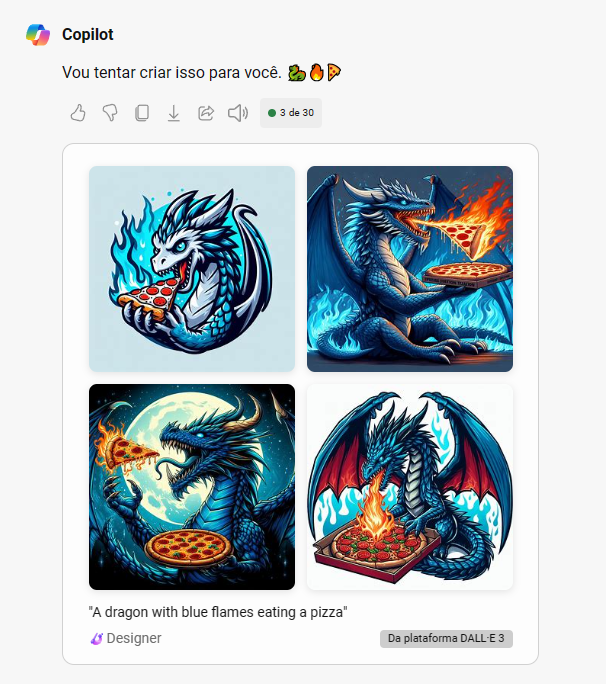 Copilot
Vou tentar criar isso para você. 🐉🔥🍕
3 de 30
"A dragon with blue flames eating a pizza"
Designer
Da plataforma DALL·E 3